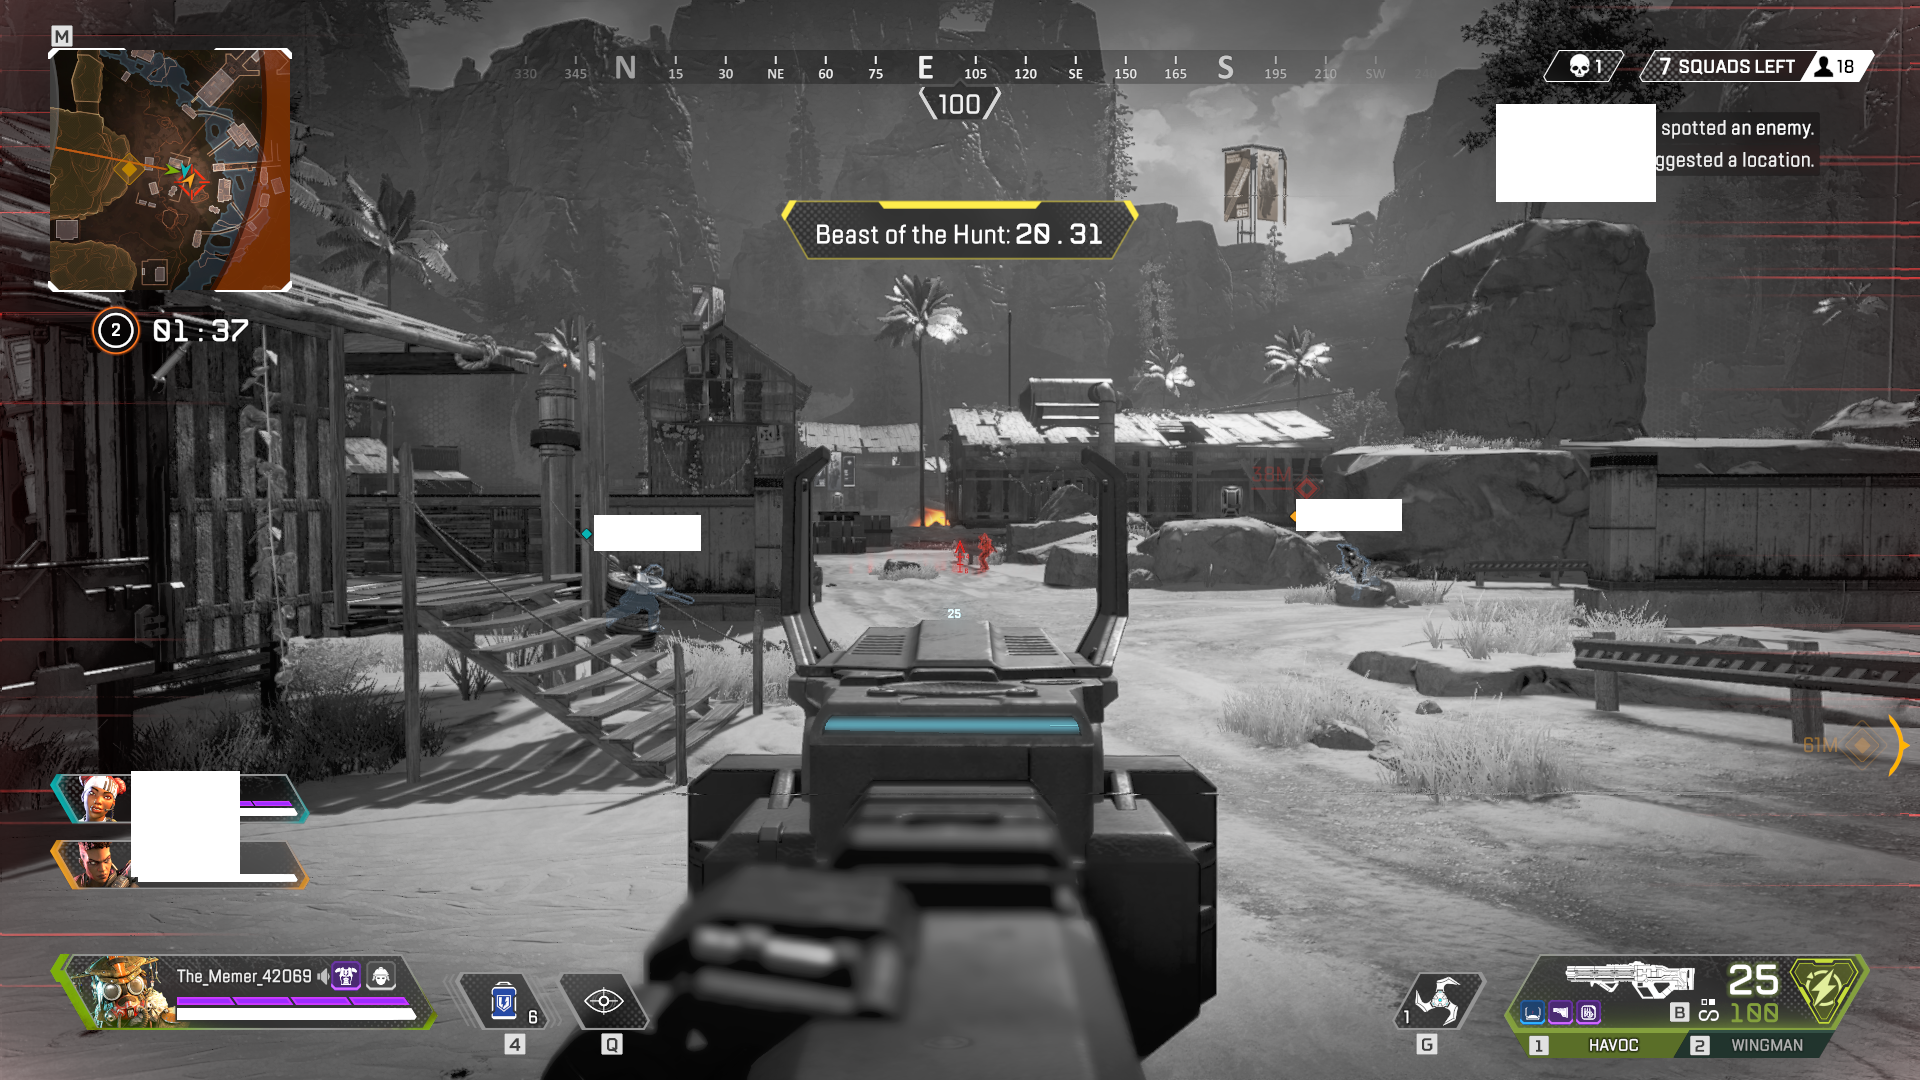 M
330 345 N 15 30 NE 60 75 E 105 120 SE 150 165 S 195 210 SW
100
1
7 SQUADS LEFT 18
spotted an enemy.
ggested a location.
Beast of the Hunt: 20.31
2 01:37
38M
25
61M
The_Memer_42069
6
4
Q
1
G
25
B 100
1 HAVOC 2 WINGMAN